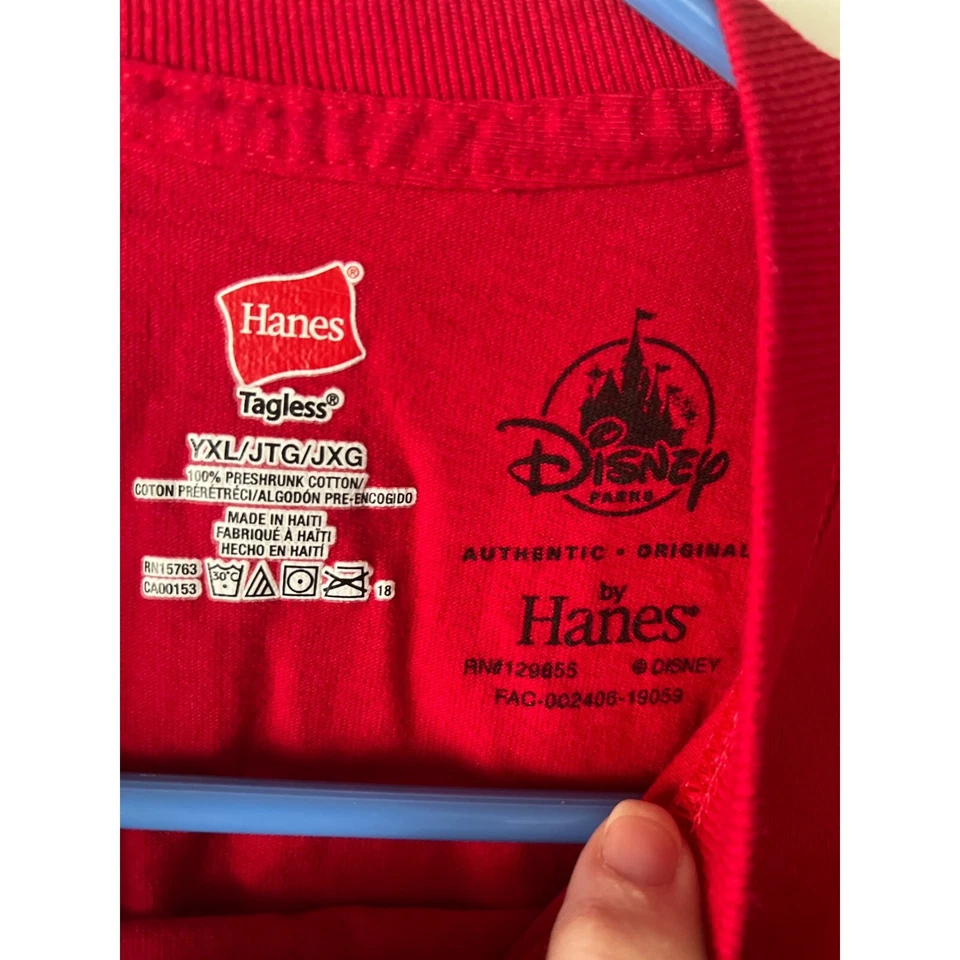 Hanes®
Tagless®
YXL/JTG/JXG
100% PRESHRUNK COTTON/
COTON PRÉRÉTRÉCI/ALGODÓN PRE-ENCOGIDO
MADE IN HAITI
FABRIQUÉ À HAÏTI
HECHO EN HAITÍ
RN15763
CA00153
30°C
18
Disney
PARKS
AUTHENTIC • ORIGINAL
by
Hanes®
RN#129655 © DISNEY
FAC-002406-19059